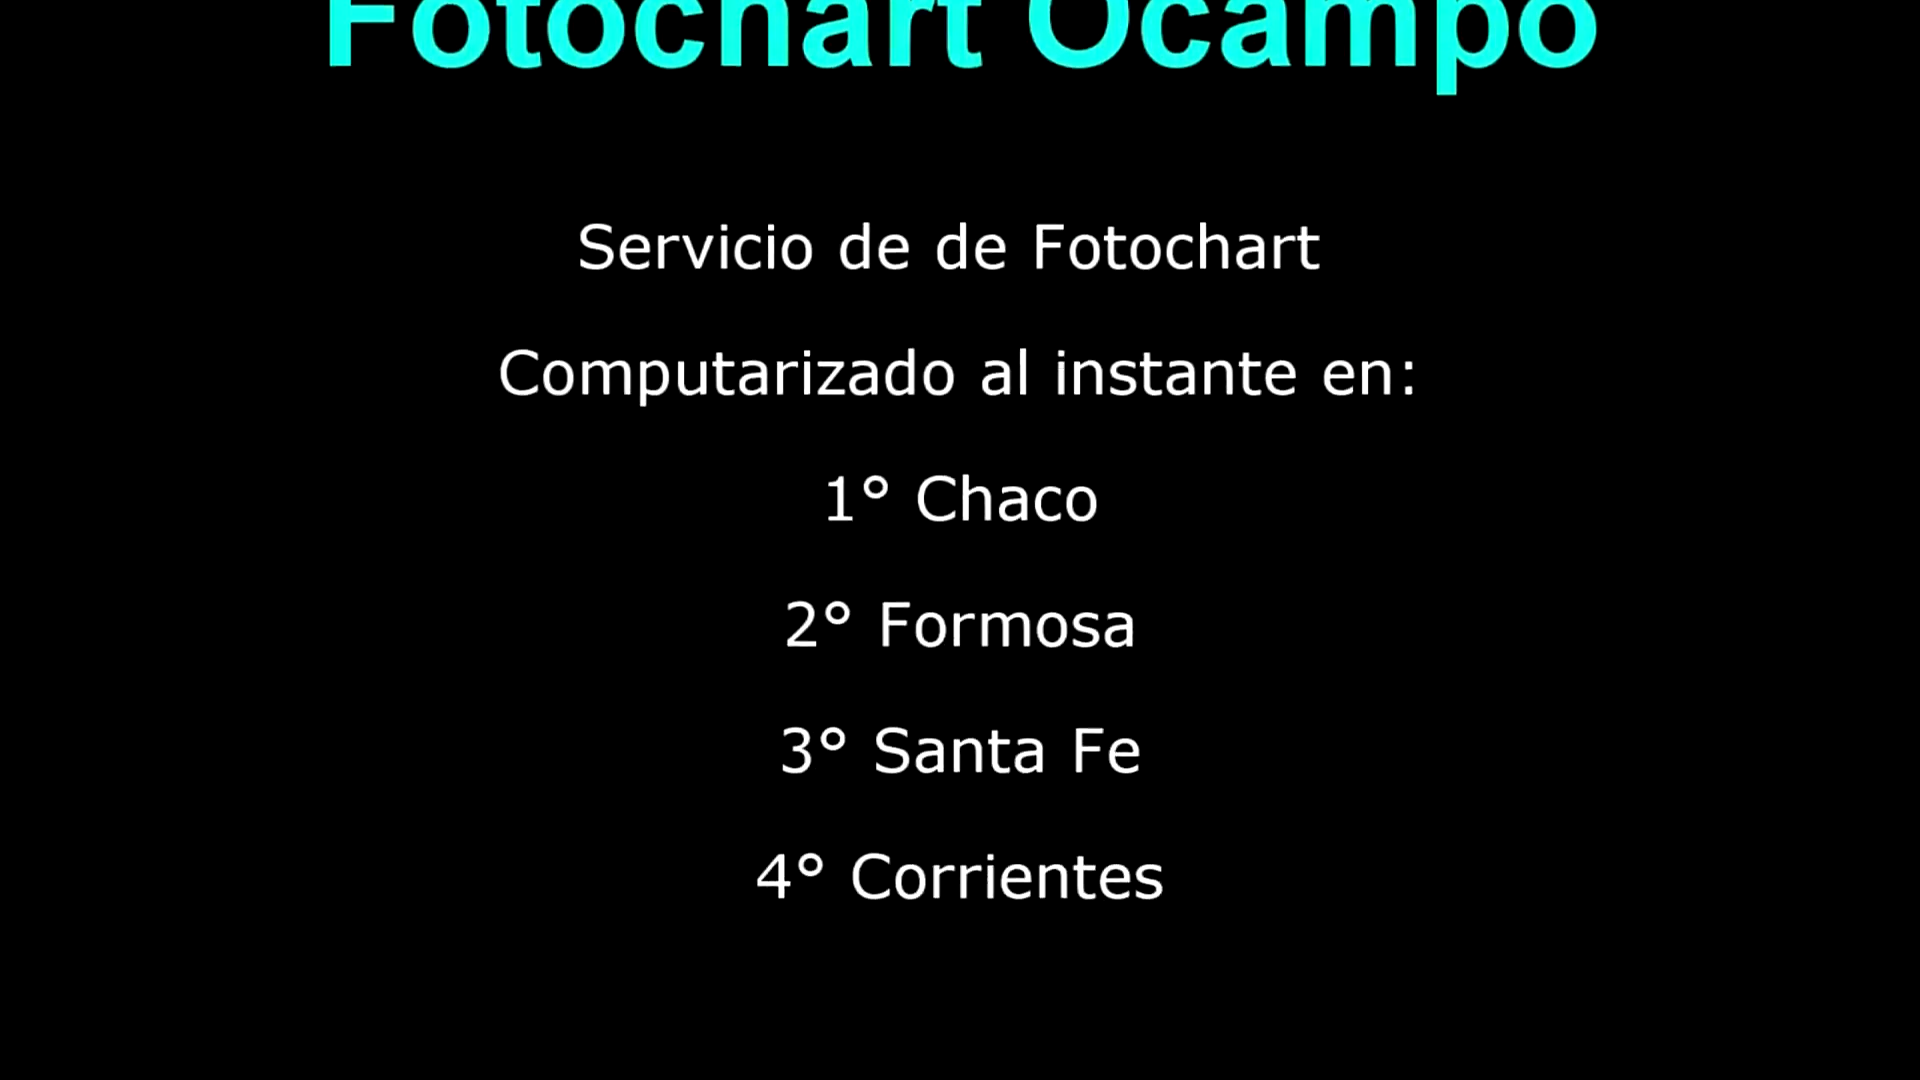 Fotochart Ocampo
Servicio de de Fotochart
Computarizado al instante en:
1° Chaco
2° Formosa
3° Santa Fe
4° Corrientes